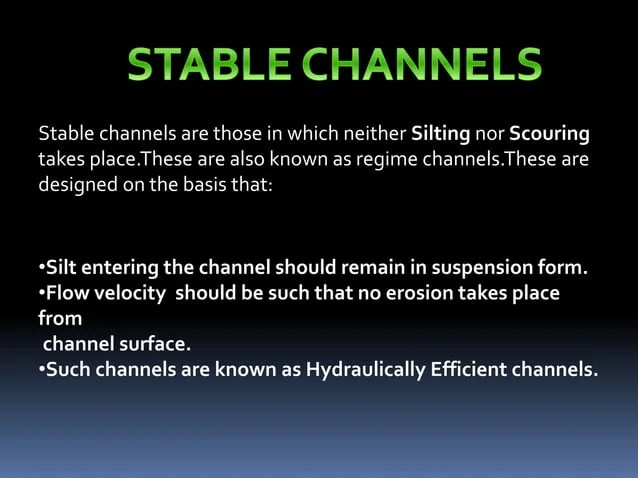 STABLE CHANNELS
Stable channels are those in which neither Silting nor Scouring
takes place.These are also known as regime channels.These are
designed on the basis that:
•Silt entering the channel should remain in suspension form.
•Flow velocity  should be such that no erosion takes place
from
channel surface.
•Such channels are known as Hydraulically Efficient channels.